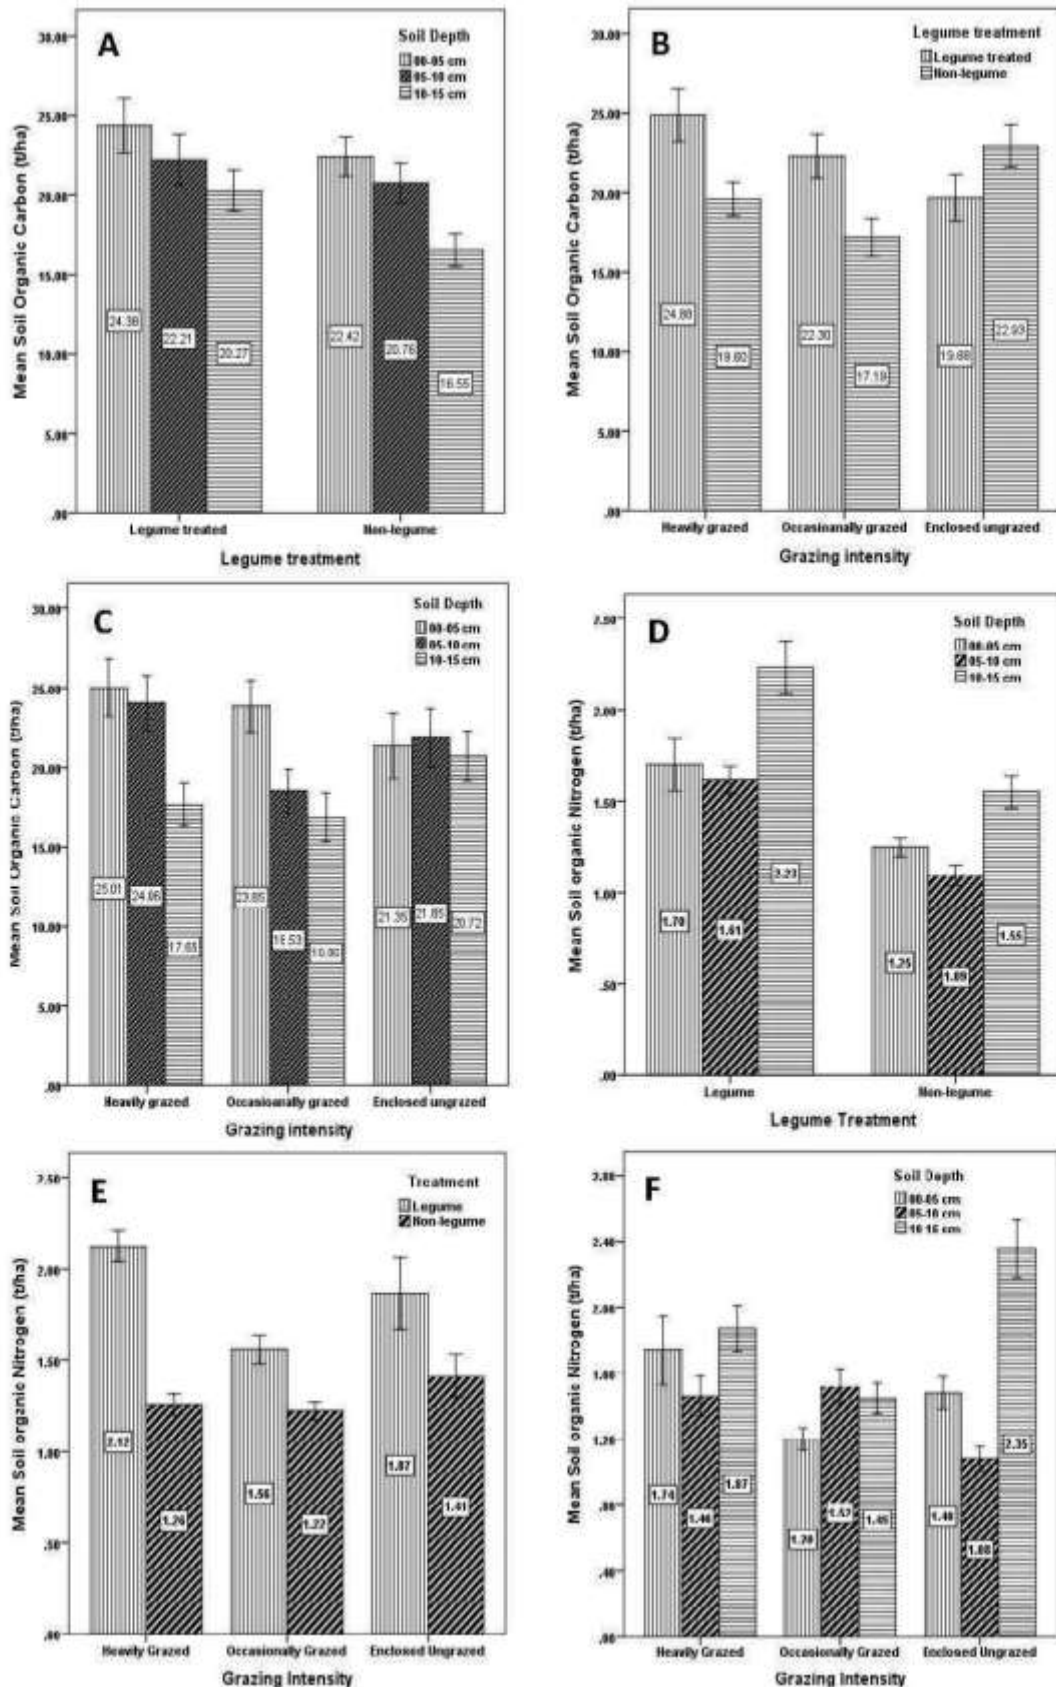 A
Soil Depth
00-05 cm
05-10 cm
10-15 cm
Mean Soil Organic Carbon (t/ha)
30.00
25.00
20.00
15.00
10.00
5.00
.00
24.38
22.21
20.27
22.42
20.76
16.55
Legume treated
Non-legume
Legume treatment
B
Legume treatment
Legume treated
Non-legume
Mean Soil Organic Carbon (t/ha)
30.00
25.00
20.00
15.00
10.00
5.00
.00
24.88
19.60
22.30
17.19
19.68
22.93
Heavily grazed
Occasionally grazed
Enclosed ungrazed
Grazing intensity
C
Soil Depth
00-05 cm
05-10 cm
10-15 cm
Mean Soil Organic Carbon (t/ha)
30.00
25.00
20.00
15.00
10.00
5.00
.00
25.01
24.06
17.65
23.85
18.53
21.35
21.85
20.72
Heavily grazed
Occasionally grazed
Enclosed ungrazed
Grazing intensity
D
Soil Depth
00-05 cm
05-10 cm
10-15 cm
Mean Soil organic Nitrogen (t/ha)
2.50
2.00
1.50
1.00
.50
.00
1.70
1.61
2.23
1.25
1.09
1.55
Legume
Non-legume
Legume Treatment
E
Treatment
Legume
Non-legume
Mean Soil organic Nitrogen (t/ha)
2.50
2.00
1.50
1.00
.50
.00
2.12
1.26
1.56
1.22
1.87
1.41
Heavily Grazed
Occasionally Grazed
Enclosed Ungrazed
Grazing Intensity
F
Soil Depth
00-05 cm
05-10 cm
10-15 cm
Mean Soil organic Nitrogen (t/ha)
2.80
2.40
2.00
1.60
1.20
.80
.40
.00
1.74
1.46
1.87
1.20
1.45
1.48
1.08
2.35
Heavily Grazed
Occasionally Grazed
Enclosed Ungrazed
Grazing Intensity